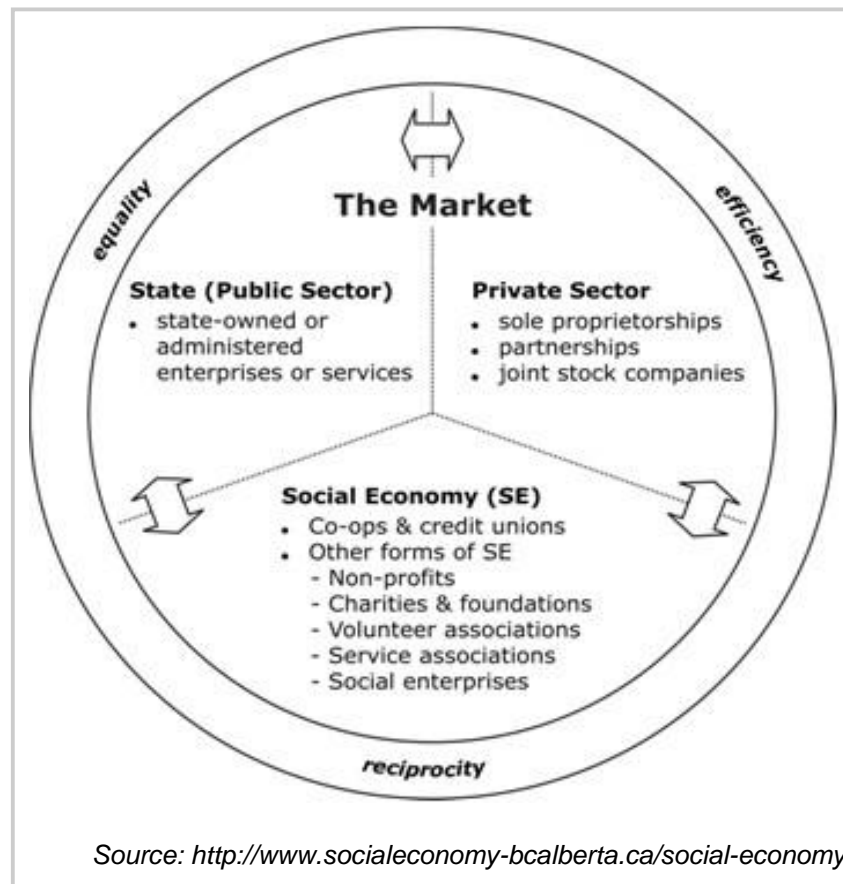 equality
efficiency
The Market
State (Public Sector)
• state-owned or
administered
enterprises or services
Private Sector
• sole proprietorships
• partnerships
• joint stock companies
Social Economy (SE)
• Co-ops & credit unions
• Other forms of SE
- Non-profits
- Charities & foundations
- Volunteer associations
- Service associations
- Social enterprises
reciprocity
Source: http://www.socialeconomy-bcalberta.ca/social-economy